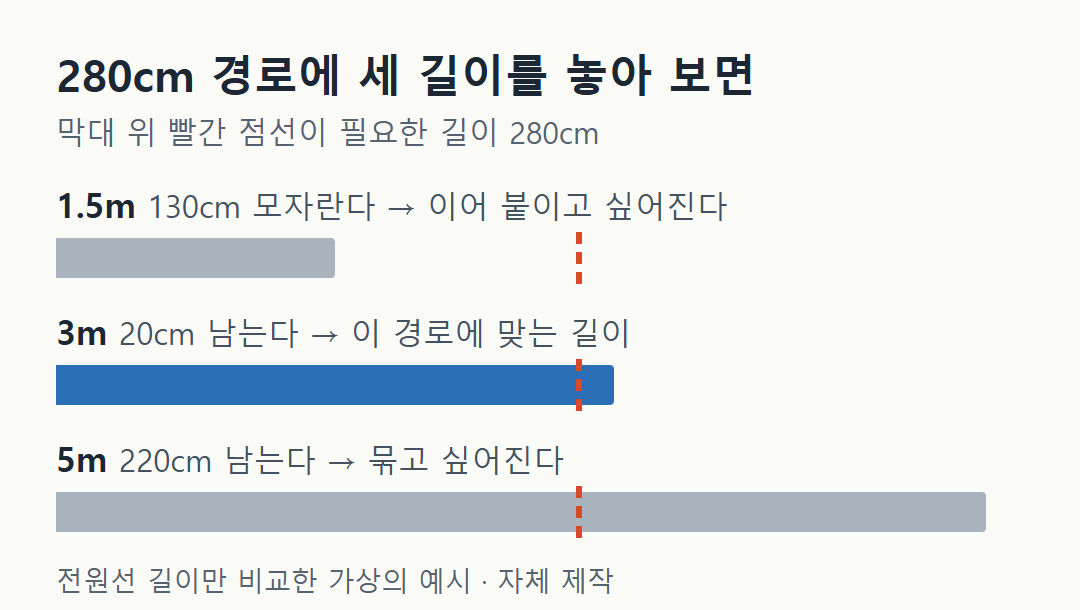 280cm 경로에 세 길이를 놓아 보면
막대 위 빨간 점선이 필요한 길이 280cm
1.5m 130cm 모자란다 → 이어 붙이고 싶어진다
3m 20cm 남는다 → 이 경로에 맞는 길이
5m 220cm 남는다 → 묶고 싶어진다
전원선 길이만 비교한 가상의 예시 · 자체 제작